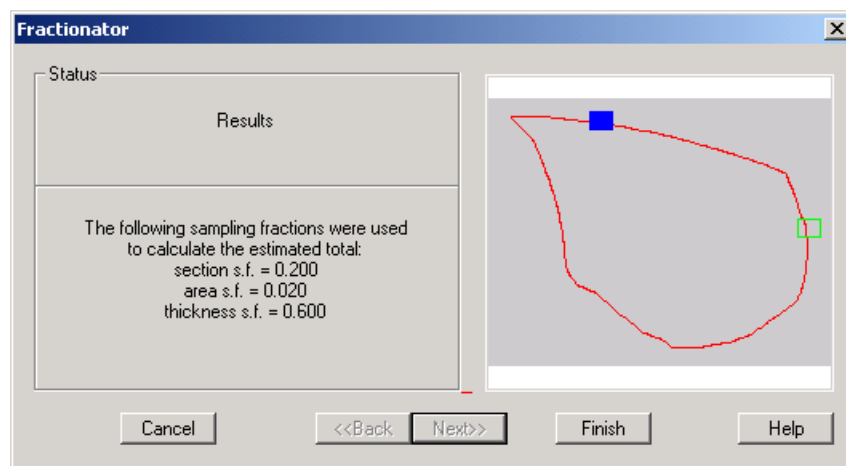 Fractionator
Status
Results
The following sampling fractions were used
to calculate the estimated total:
section s.f. = 0.200
area s.f. = 0.020
thickness s.f. = 0.600
Cancel
<<Back
Next>>
Finish
Help